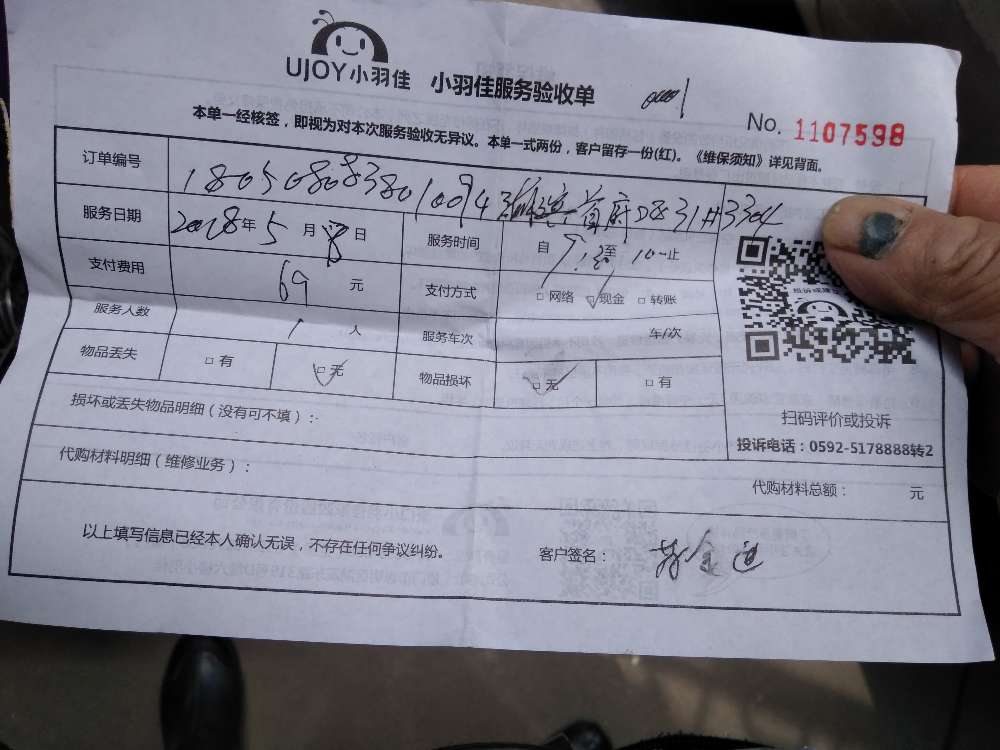 UJOY小羽佳 小羽佳服务验收单
No. 1107598
本单一经核签，即视为对本次服务验收无异议。本单一式两份，客户留存一份(红)。《维保须知》详见背面。
订单编号 首府 3304
服务日期 2018年5月8日 服务时间 自 至 10 止
支付费用 69 元 支付方式 □网络 ☑现金 □转账
服务人数 1 人 服务车次 车/次
物品丢失 □有 ☑无 物品损坏 ☑无 □有
损坏或丢失物品明细（没有可不填）：
扫码评价或投诉
投诉电话：0592-5178888转2
代购材料明细（维修业务）：
代购材料总额： 元
以上填写信息已经本人确认无误，不存在任何争议纠纷。 客户签名：